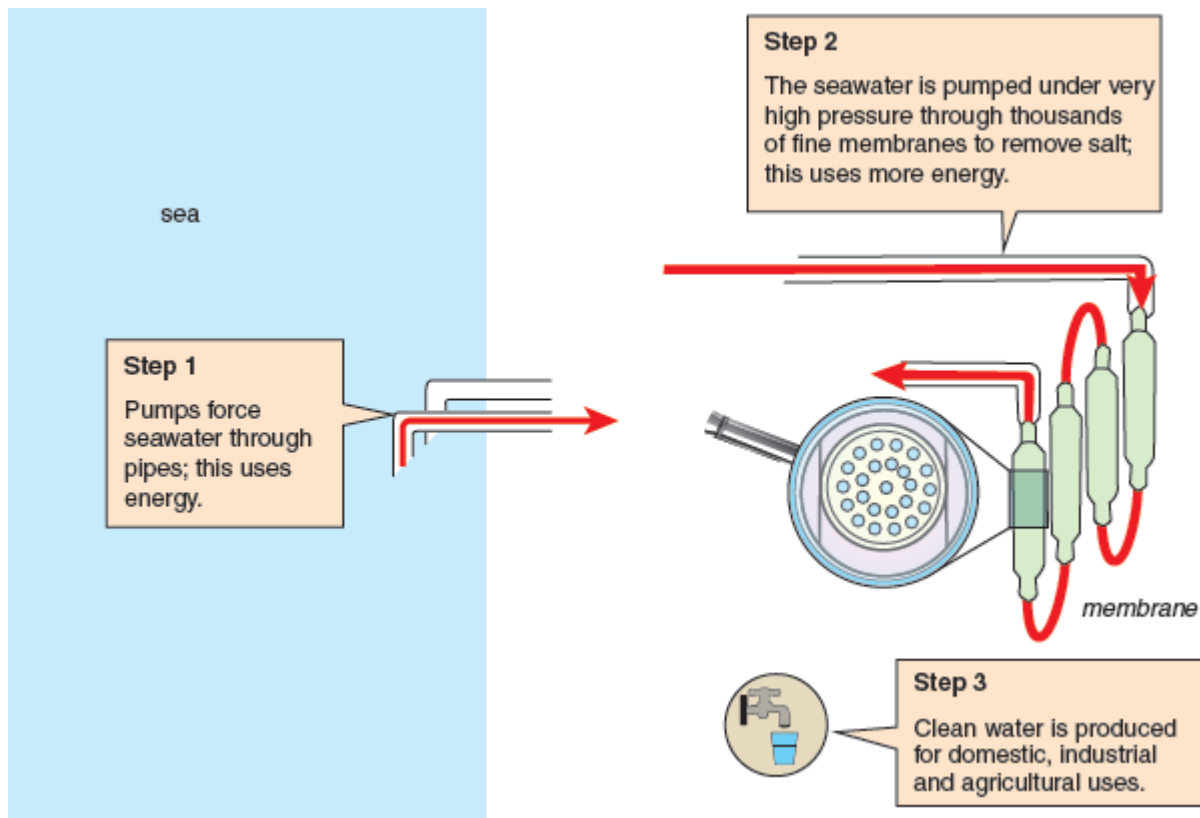 sea
Step 1
Pumps force
seawater through
pipes; this uses
energy.
Step 2
The seawater is pumped under very
high pressure through thousands
of fine membranes to remove salt;
this uses more energy.
membrane
Step 3
Clean water is produced
for domestic, industrial
and agricultural uses.